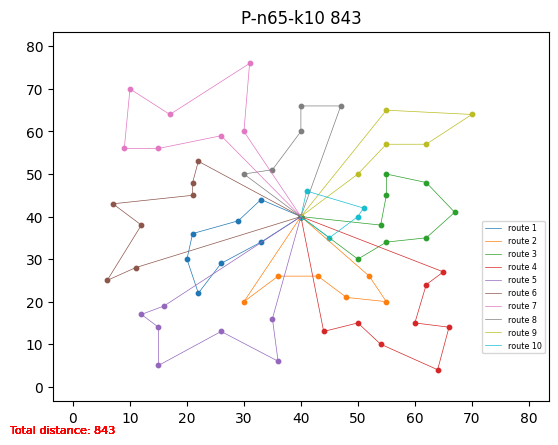 P-n65-k10 843
80
70
60
50
40
30
20
10
0
route 1
route 2
route 3
route 4
route 5
route 6
route 7
route 8
route 9
route 10
0 10 20 30 40 50 60 70 80
Total distance: 843